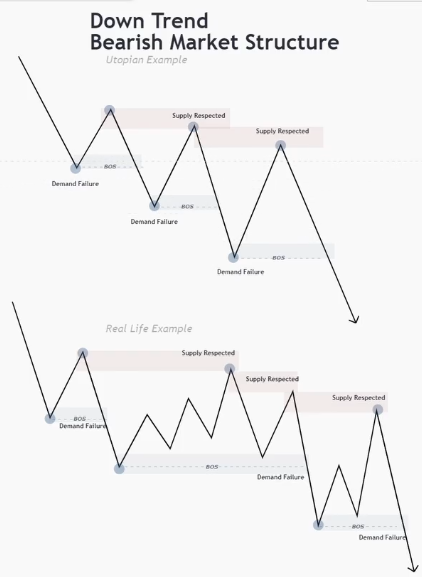 Down Trend
Bearish Market Structure
Utopian Example
Supply Respected
Supply Respected
BOS
Demand Failure
BOS
Demand Failure
BOS
Demand Failure
Real Life Example
Supply Respected
Supply Respected
Supply Respected
BOS
Demand Failure
BOS
Demand Failure
BOS
Demand Failure